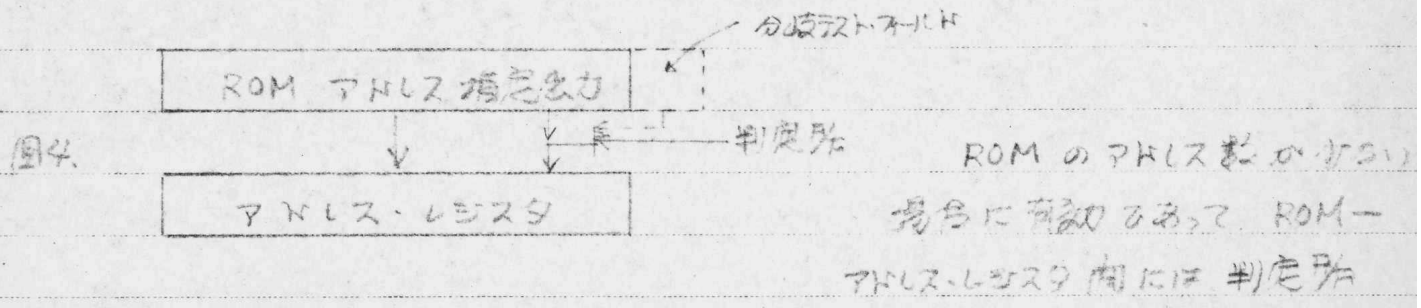 分岐テスト・フィールド
ROM アドレス指定出力
判定形
図4.
アドレス・レジスタ
ROM のアドレス数が少ない
場合に有効であって ROM—
アドレス・レジスタ間には 判定形